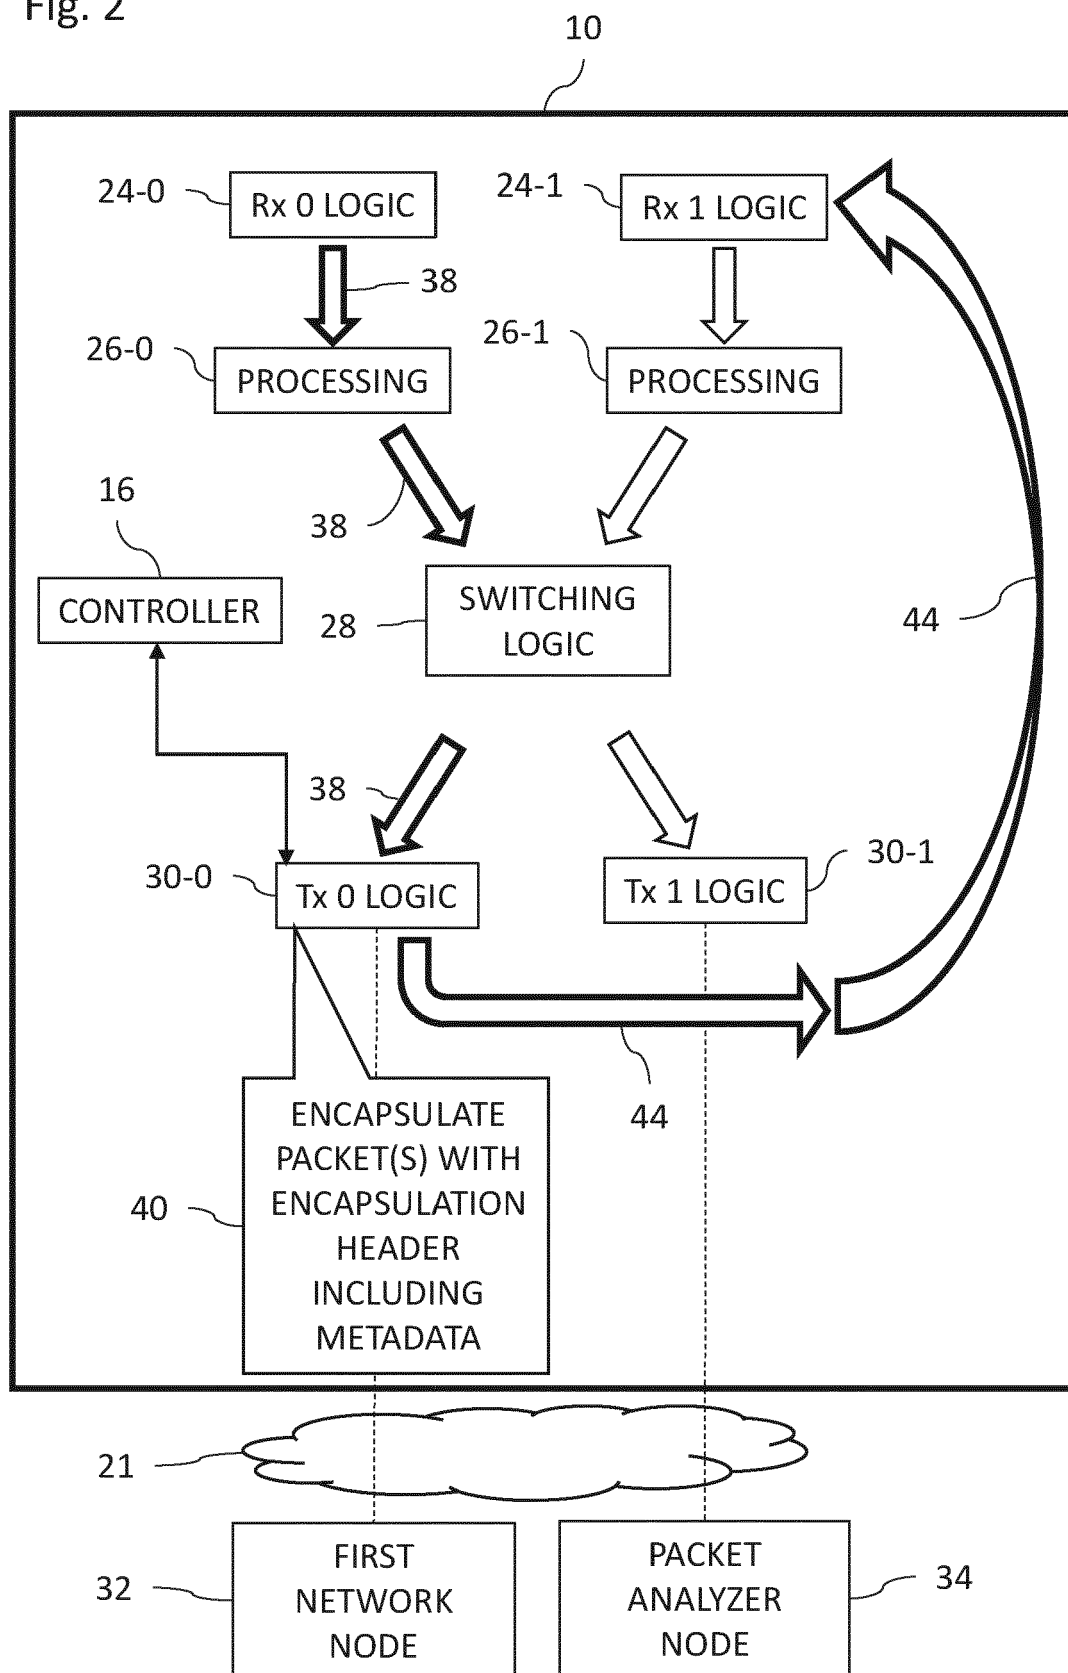 Fig. 2
10
24-0
Rx 0 LOGIC
24-1
Rx 1 LOGIC
38
26-0
PROCESSING
26-1
PROCESSING
16
38
CONTROLLER
28
SWITCHING
LOGIC
44
38
30-0
Tx 0 LOGIC
Tx 1 LOGIC
30-1
44
40
ENCAPSULATE
PACKET(S) WITH
ENCAPSULATION
HEADER
INCLUDING
METADATA
21
32
FIRST
NETWORK
NODE
PACKET
ANALYZER
NODE
34